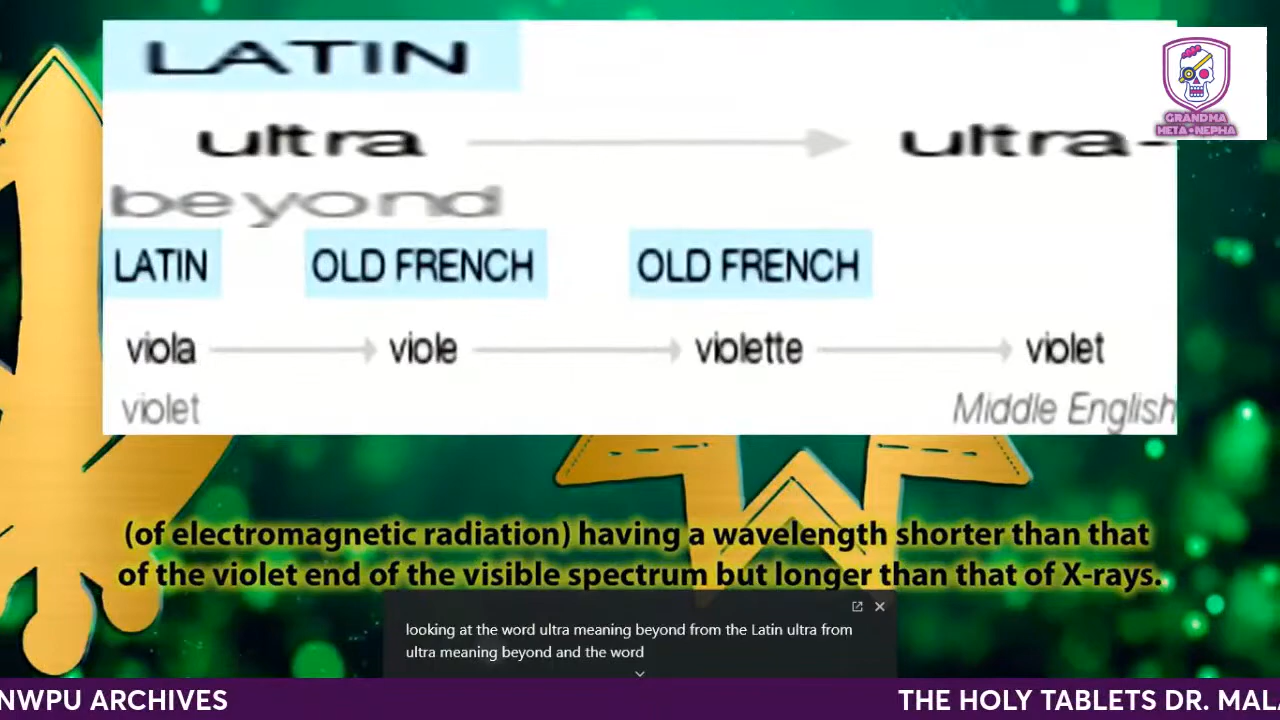 LATIN
ultra ultra-
beyond
LATIN OLD FRENCH OLD FRENCH
viola viole violette violet
violet Middle English
(of electromagnetic radiation) having a wavelength shorter than that
of the violet end of the visible spectrum but longer than that of X-rays.
looking at the word ultra meaning beyond from the Latin ultra from
ultra meaning beyond and the word
NWPU ARCHIVES THE HOLY TABLETS DR. MALA
GRANDMA
META•NEPHA